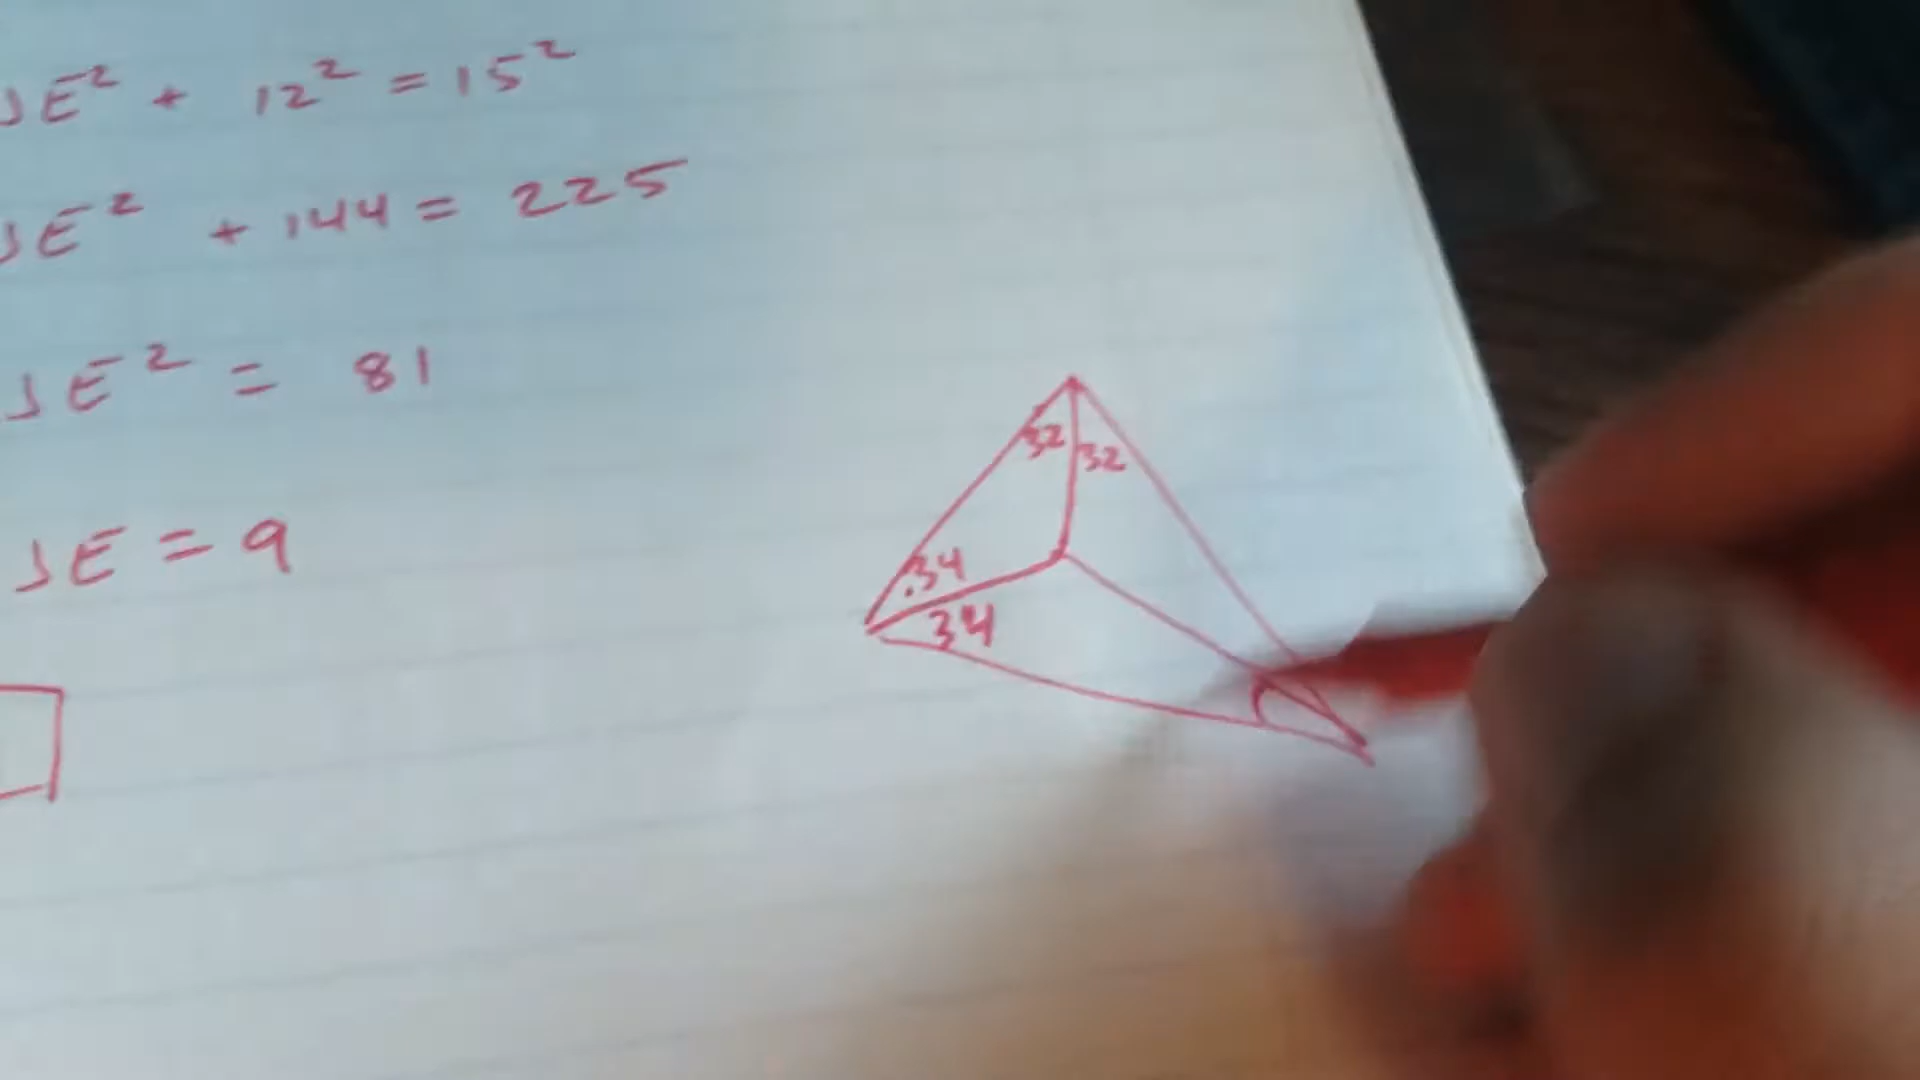 JE² + 12² = 15²
JE² + 144 = 225
JE² = 81
JE = 9
32 32
34
34